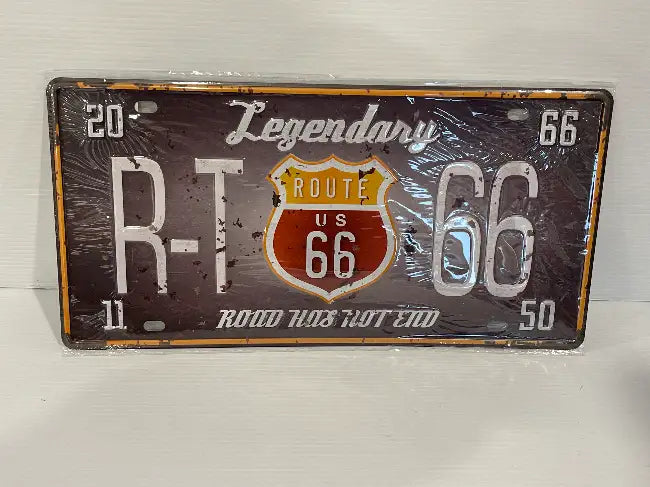 20 Legendary 66
R-T ROUTE US 66 66
11 ROAD HAS NOT END 50